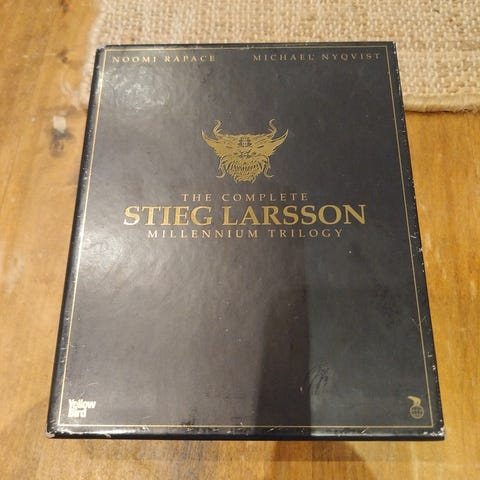 NOOMI RAPACE MICHAEL NYQVIST
THE COMPLETE
STIEG LARSSON
MILLENNIUM TRILOGY
Yellow
Bird